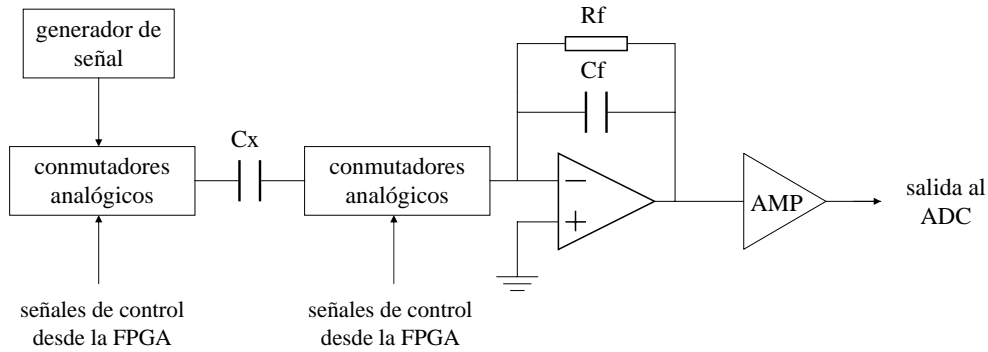 generador de
señal
Rf
Cf
Cx
conmutadores
analógicos
conmutadores
analógicos
AMP
salida al
ADC
señales de control
desde la FPGA
señales de control
desde la FPGA